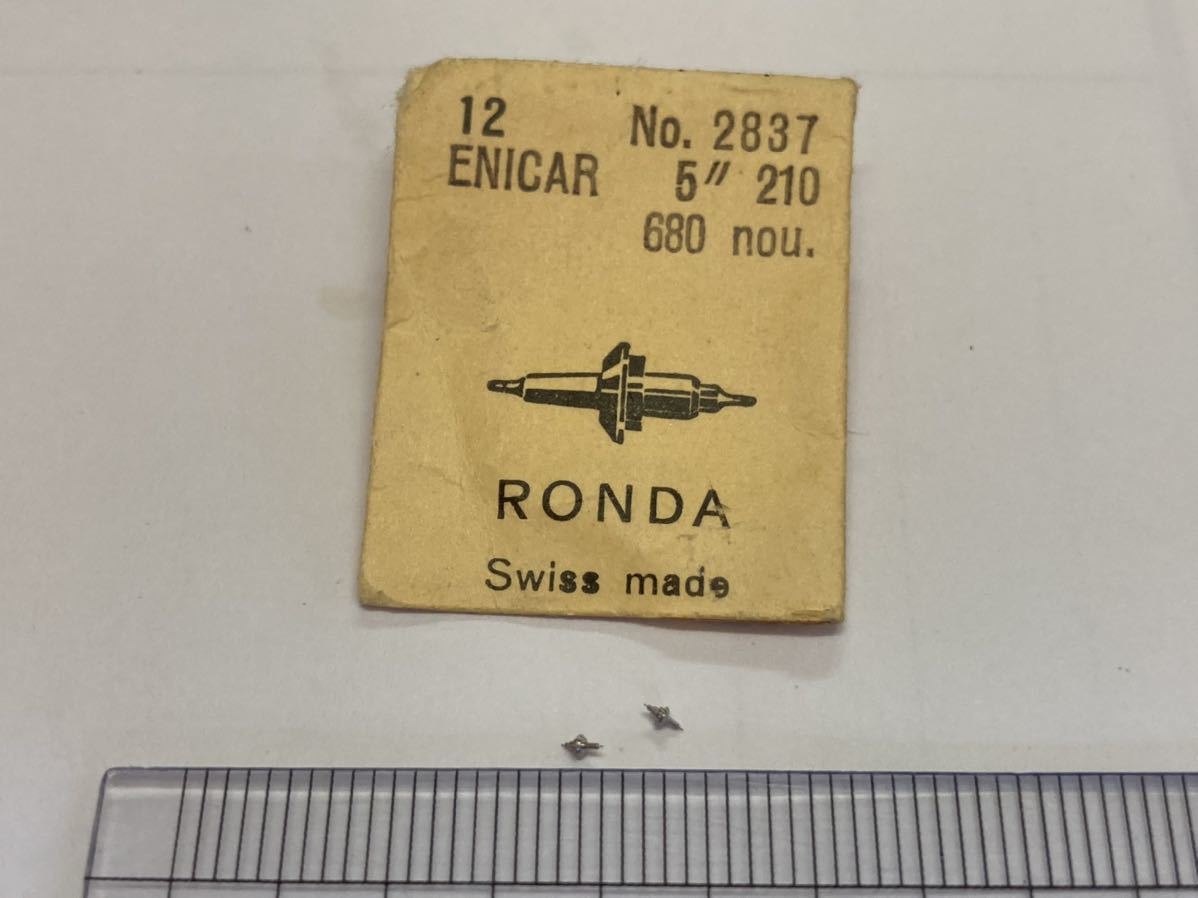 12 No. 2837
ENICAR 5″ 210
680 nou.
RONDA
Swiss made